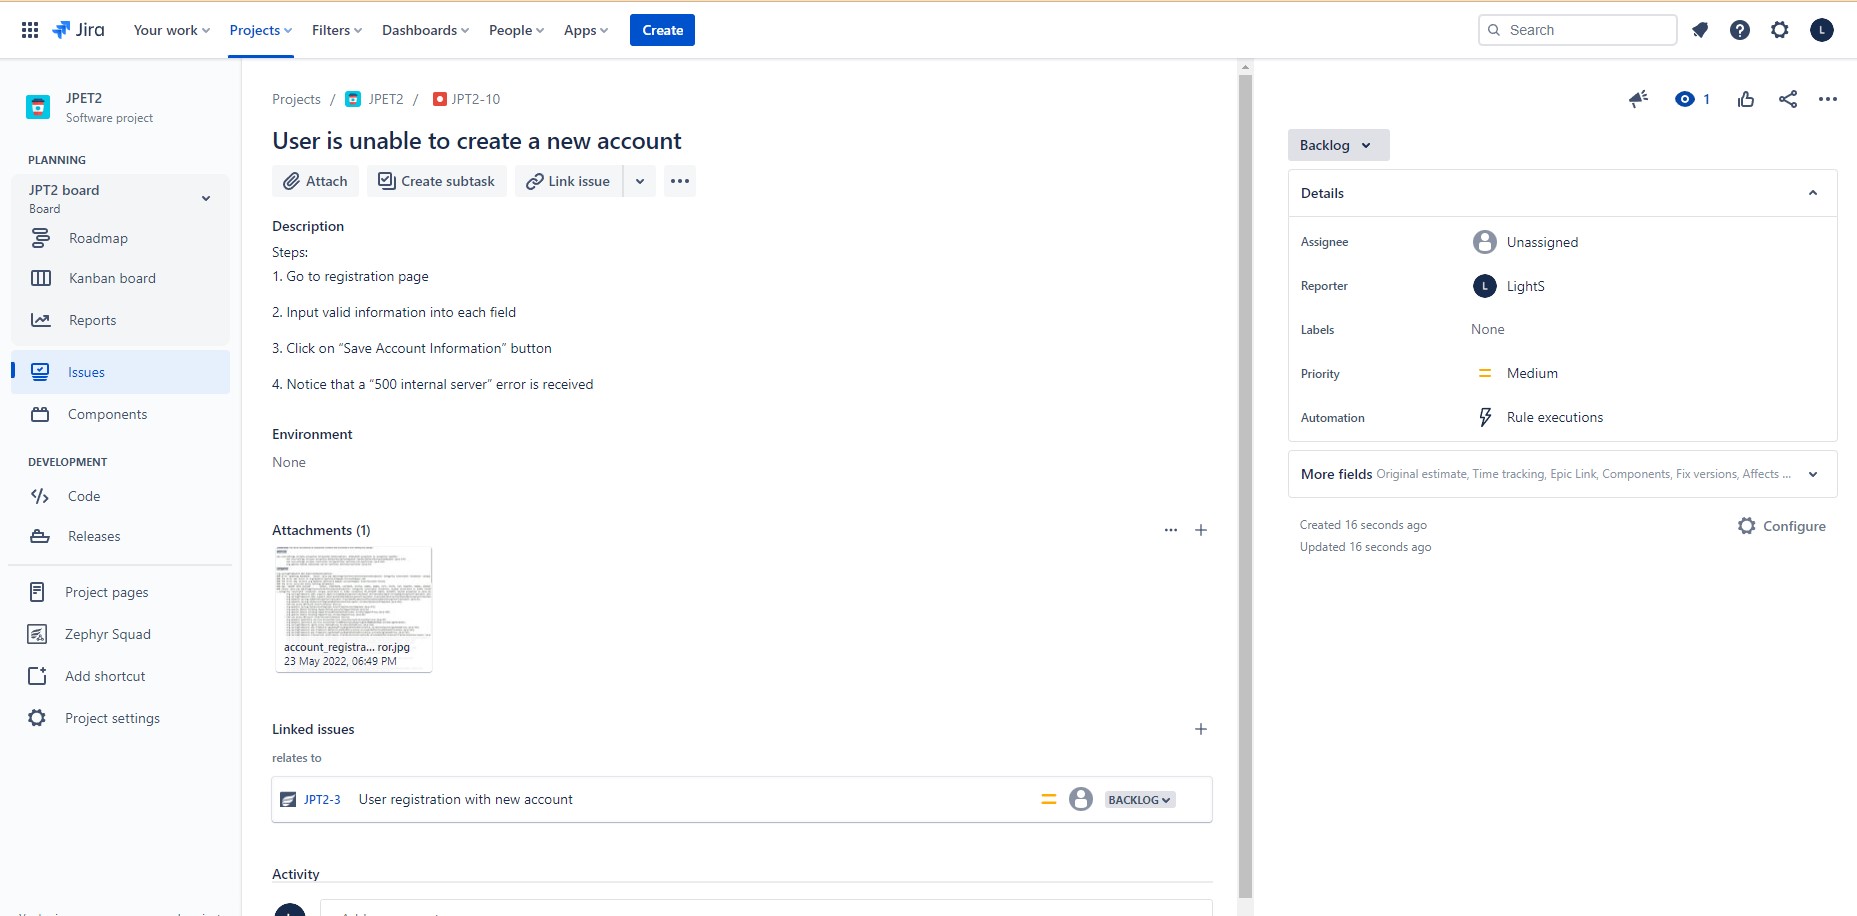 Jira
Your work
Projects
Filters
Dashboards
People
Apps
Create
Search
L
JPET2
Software project
PLANNING
JPT2 board
Board
Roadmap
Kanban board
Reports
Issues
Components
DEVELOPMENT
Code
Releases
Project pages
Zephyr Squad
Add shortcut
Project settings
Projects / JPET2 / JPT2-10
User is unable to create a new account
Attach
Create subtask
Link issue
Description
Steps:
1. Go to registration page
2. Input valid information into each field
3. Click on “Save Account Information” button
4. Notice that a “500 internal server” error is received
Environment
None
Attachments (1)
account_registra... ror.jpg
23 May 2022, 06:49 PM
Linked issues
relates to
JPT2-3 User registration with new account
BACKLOG
Activity
1
Backlog
Details
Assignee
Unassigned
Reporter
L LightS
Labels
None
Priority
Medium
Automation
Rule executions
More fields Original estimate, Time tracking, Epic Link, Components, Fix versions, Affects ...
Created 16 seconds ago
Configure
Updated 16 seconds ago